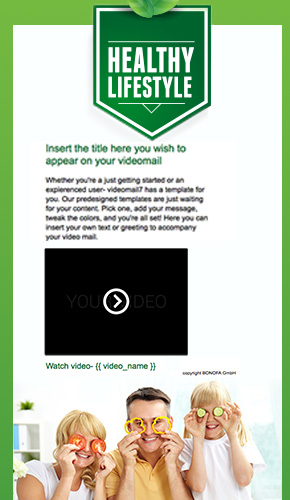 HEALTHY
LIFESTYLE
Insert the title here you wish to
appear on your videomail
Whether you're a just getting started or an
expierenced user- videomail7 has a template for
you. Our predesigned templates are just waiting
for your content. Pick one, add your message,
tweak the colors, and you're all set! Here you can
insert your own text or greeting to accompany
your video mail.
YOUR VIDEO
Watch video- {{ video_name }}
copyright BONOFA GmbH